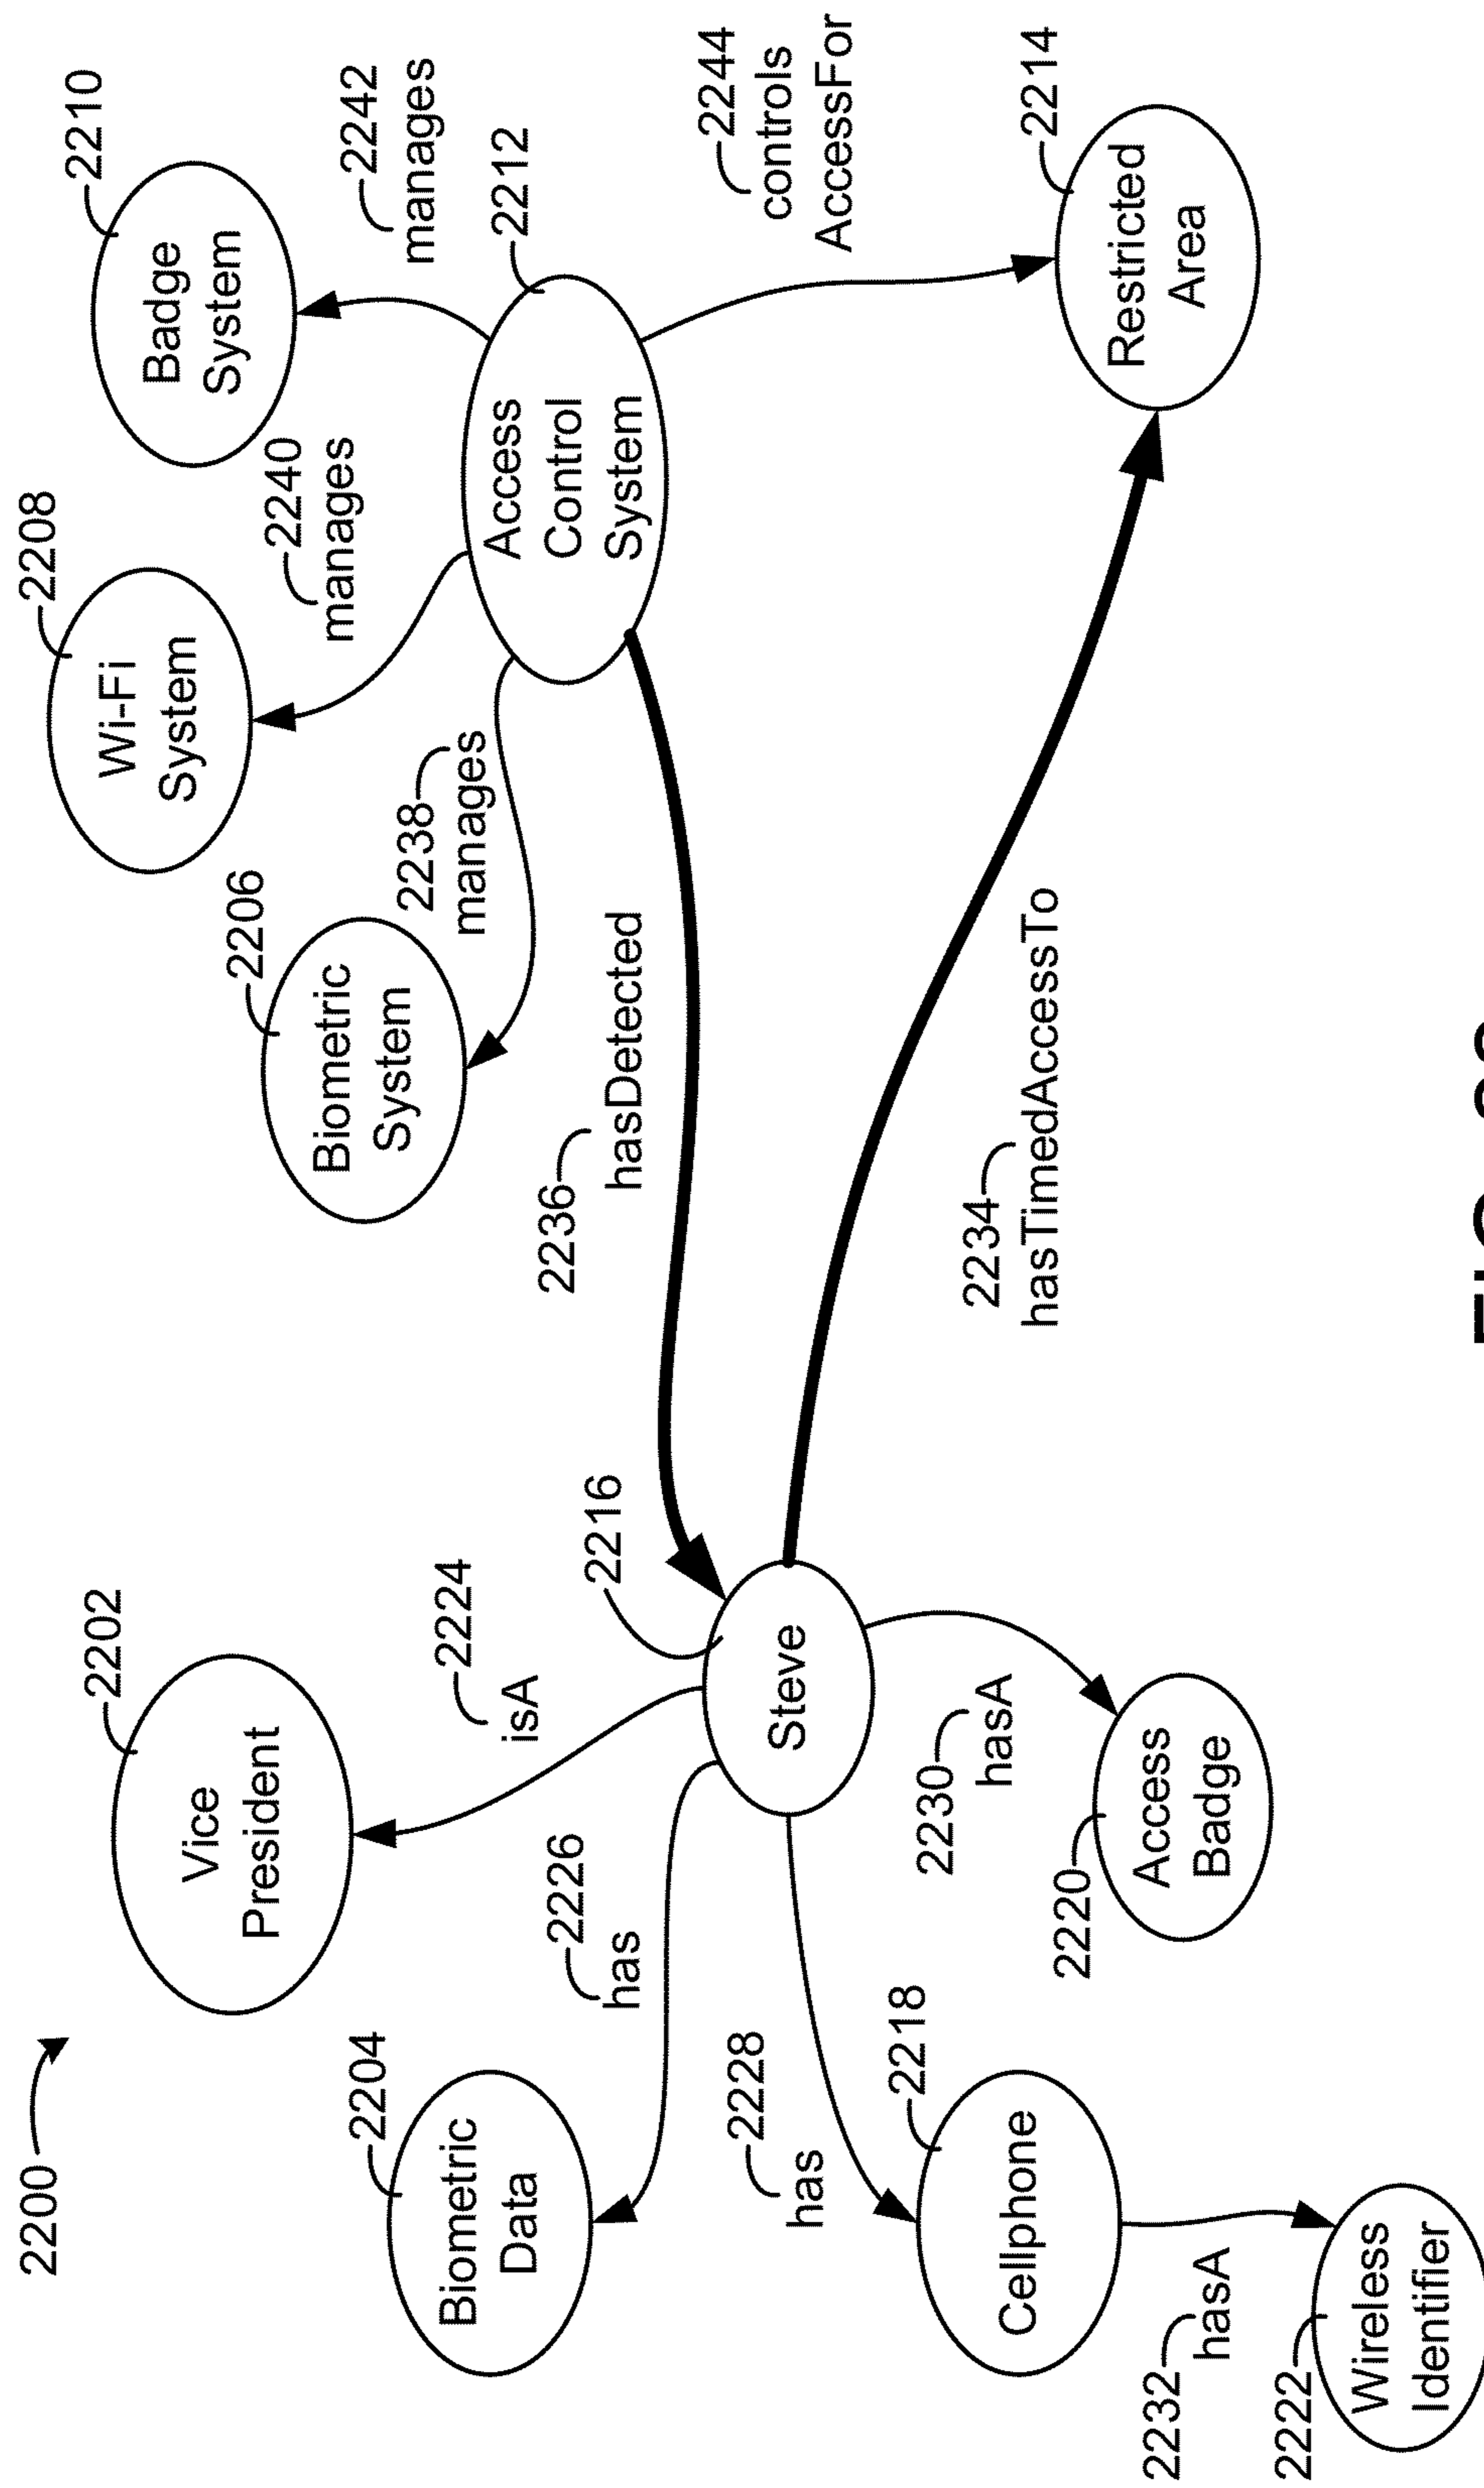 2200
2202
Vice
President
2204
Biometric
Data
2224
isA
2226
has
2216
Steve
2228
has
2218
Cellphone
2230
hasA
2220
Access
Badge
2232
hasA
2222
Wireless
Identifier
2206
Biometric
System
2208
Wi-Fi
System
2210
Badge
System
2238
manages
2240
manages
2242
manages
2212
Access
Control
System
2236
hasDetected
2244
controls
AccessFor
2234
hasTimedAccessTo
2214
Restricted
Area